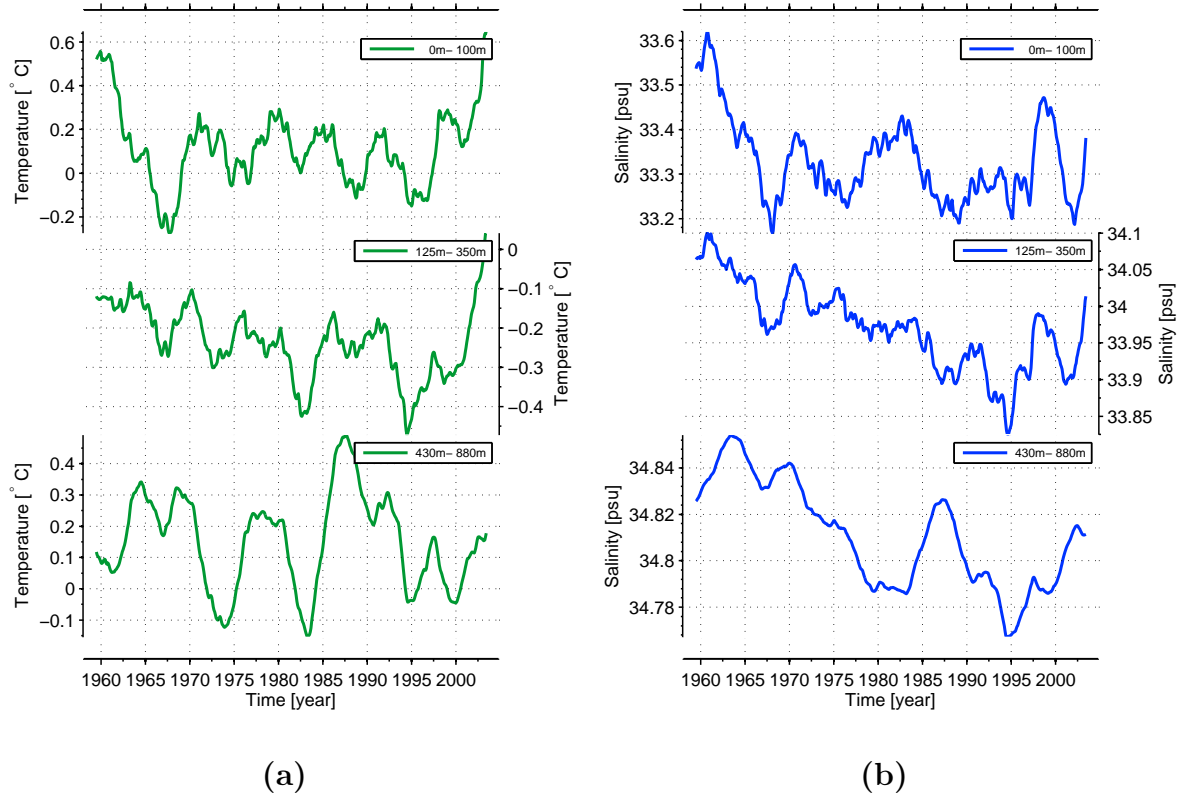 0.6
0.4
0.2
0
−0.2
Temperature [ ° C]
0m− 100m
0
−0.1
−0.2
−0.3
−0.4
Temperature [ ° C]
125m− 350m
0.4
0.3
0.2
0.1
0
−0.1
Temperature [ ° C]
430m− 880m
1960 1965 1970 1975 1980 1985 1990 1995 2000
Time [year]
(a)
33.6
33.5
33.4
33.3
33.2
Salinity [psu]
0m− 100m
34.1
34.05
34
33.95
33.9
33.85
Salinity [psu]
125m− 350m
34.84
34.82
34.8
34.78
Salinity [psu]
430m− 880m
1960 1965 1970 1975 1980 1985 1990 1995 2000
Time [year]
(b)